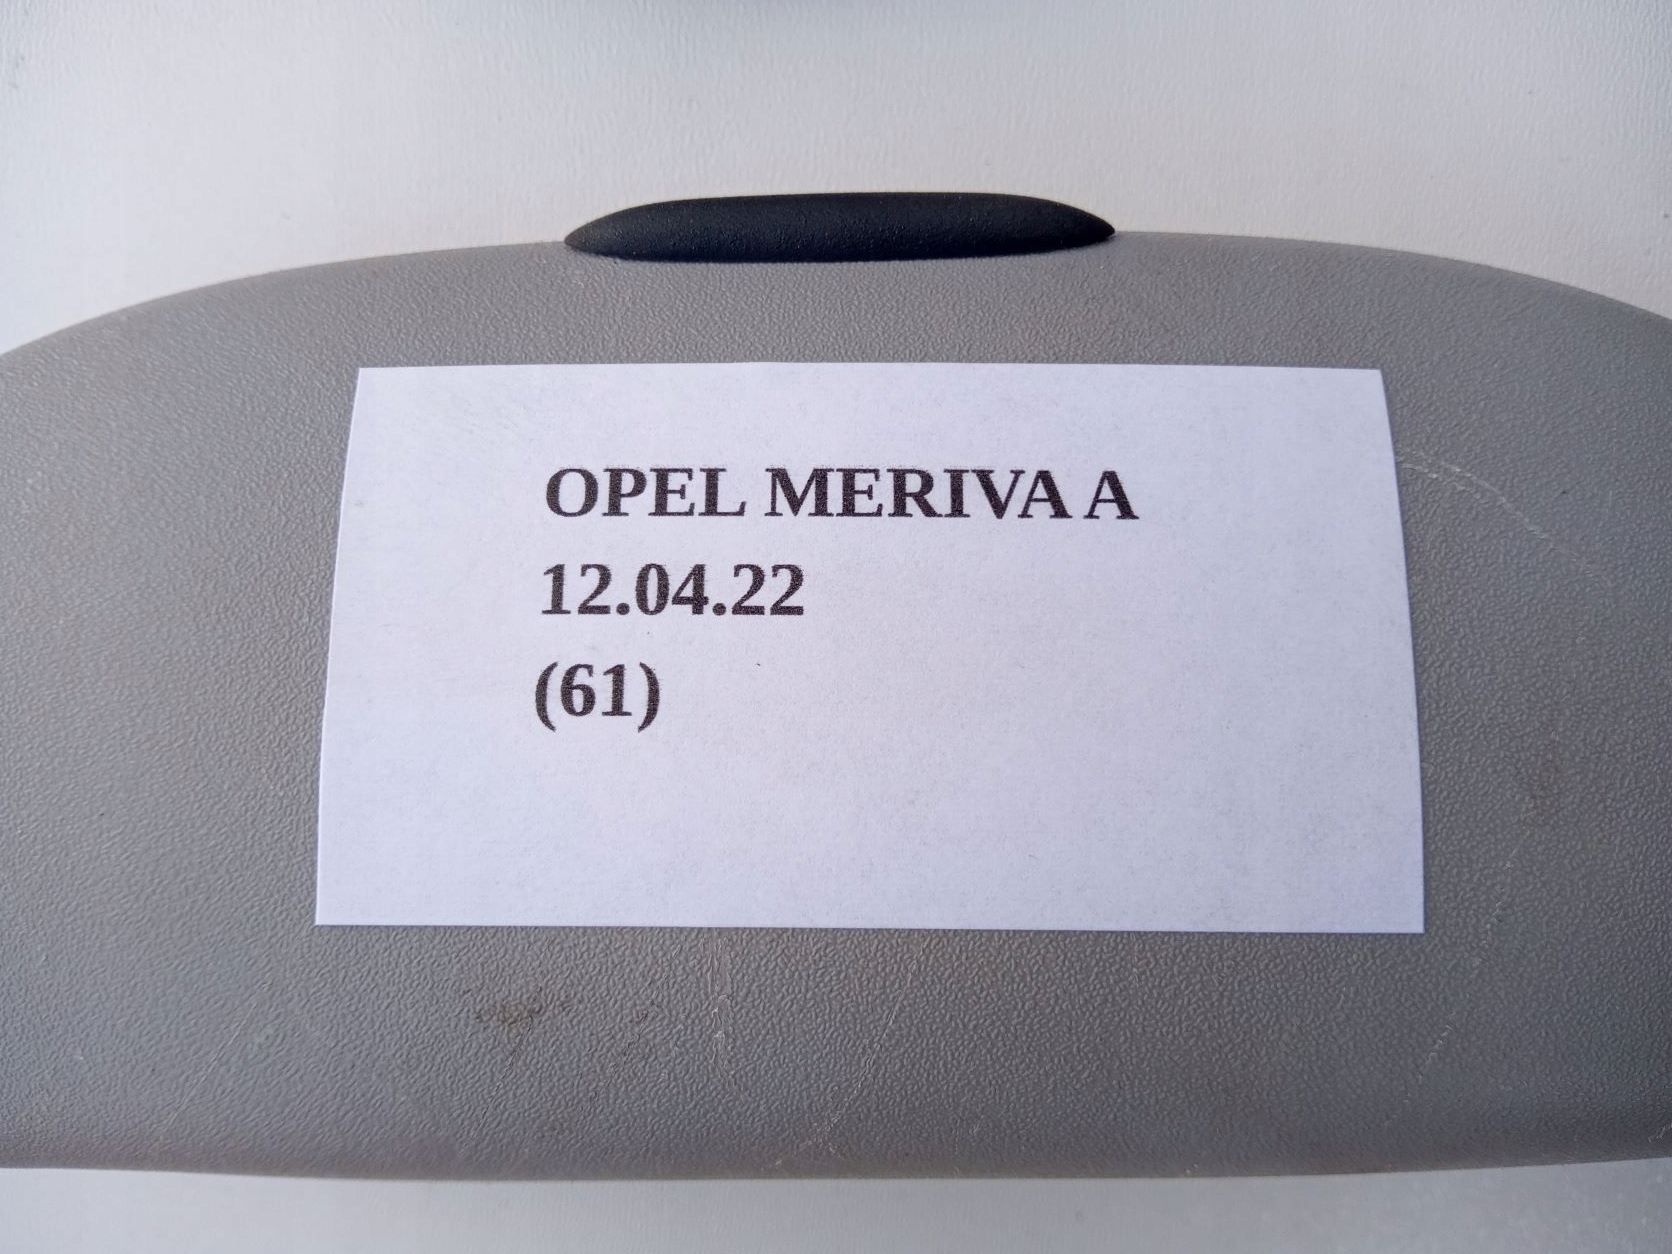 OPEL MERIVA A
12.04.22
(61)